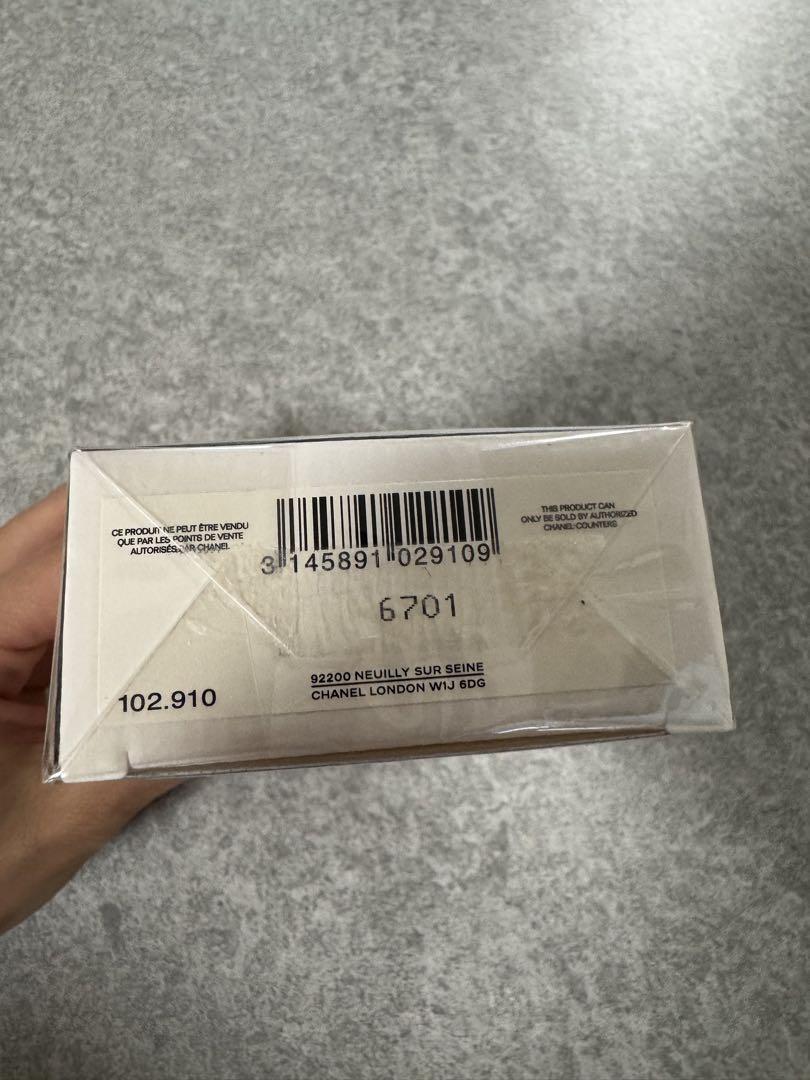 CE PRODUIT NE PEUT ÊTRE VENDU
QUE PAR LES POINTS DE VENTE
AUTORISÉS PAR CHANEL
THIS PRODUCT CAN
ONLY BE SOLD BY AUTHORIZED
CHANEL COUNTERS
3 145891 029109
6701
92200 NEUILLY SUR SEINE
CHANEL LONDON W1J 6DG
102.910